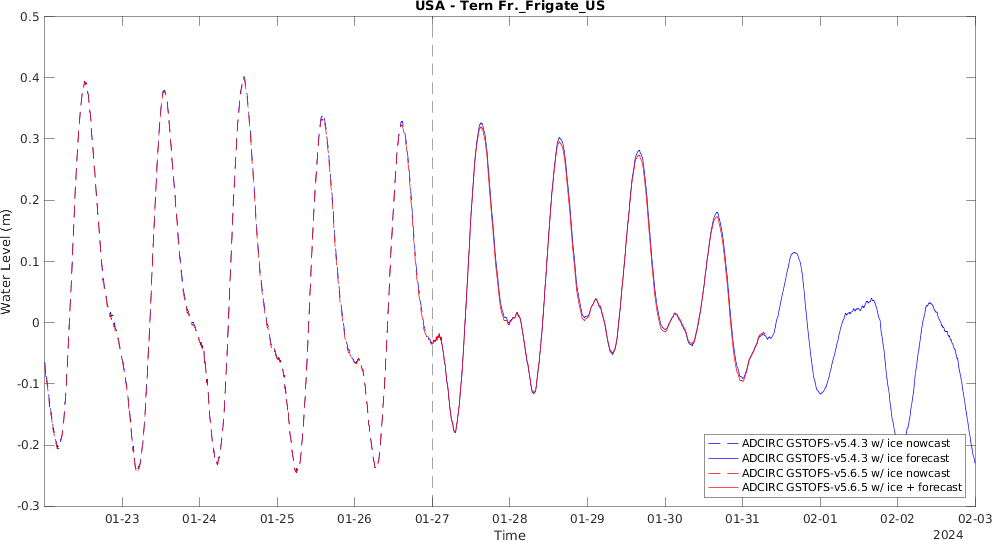 USA - Tern Fr._Frigate_US
0.5
0.4
0.3
0.2
0.1
0
-0.1
-0.2
-0.3
Water Level (m)
ADCIRC GSTOFS-v5.4.3 w/ ice nowcast
ADCIRC GSTOFS-v5.4.3 w/ ice forecast
ADCIRC GSTOFS-v5.6.5 w/ ice nowcast
ADCIRC GSTOFS-v5.6.5 w/ ice + forecast
01-23 01-24 01-25 01-26 01-27 01-28 01-29 01-30 01-31 02-01 02-02 02-03
Time
2024